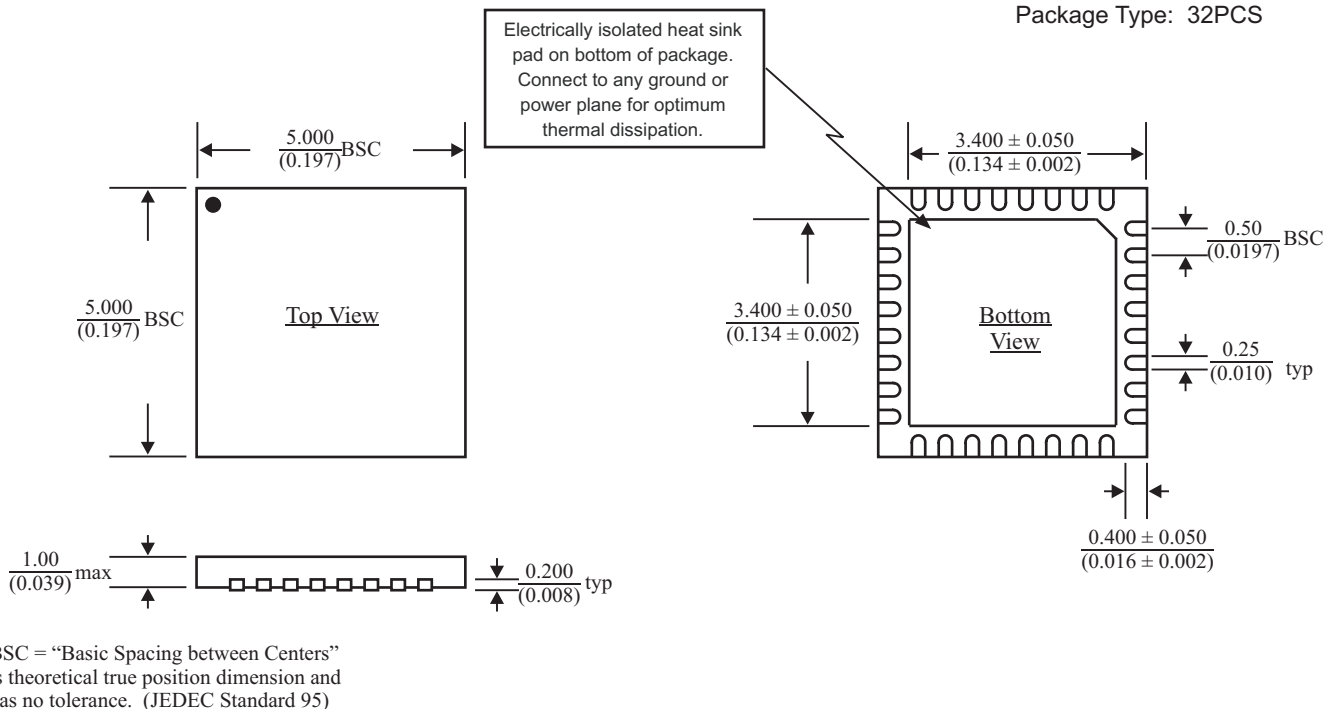 Package Type: 32PCS
Electrically isolated heat sink
pad on bottom of package.
Connect to any ground or
power plane for optimum
thermal dissipation.
5.000
(0.197) BSC
5.000
(0.197) BSC
Top View
3.400 ± 0.050
(0.134 ± 0.002)
3.400 ± 0.050
(0.134 ± 0.002)
Bottom
View
0.50
(0.0197) BSC
0.25
(0.010) typ
0.400 ± 0.050
(0.016 ± 0.002)
1.00
(0.039) max
0.200
(0.008) typ
BSC = “Basic Spacing between Centers”
s theoretical true position dimension and
as no tolerance. (JEDEC Standard 95)